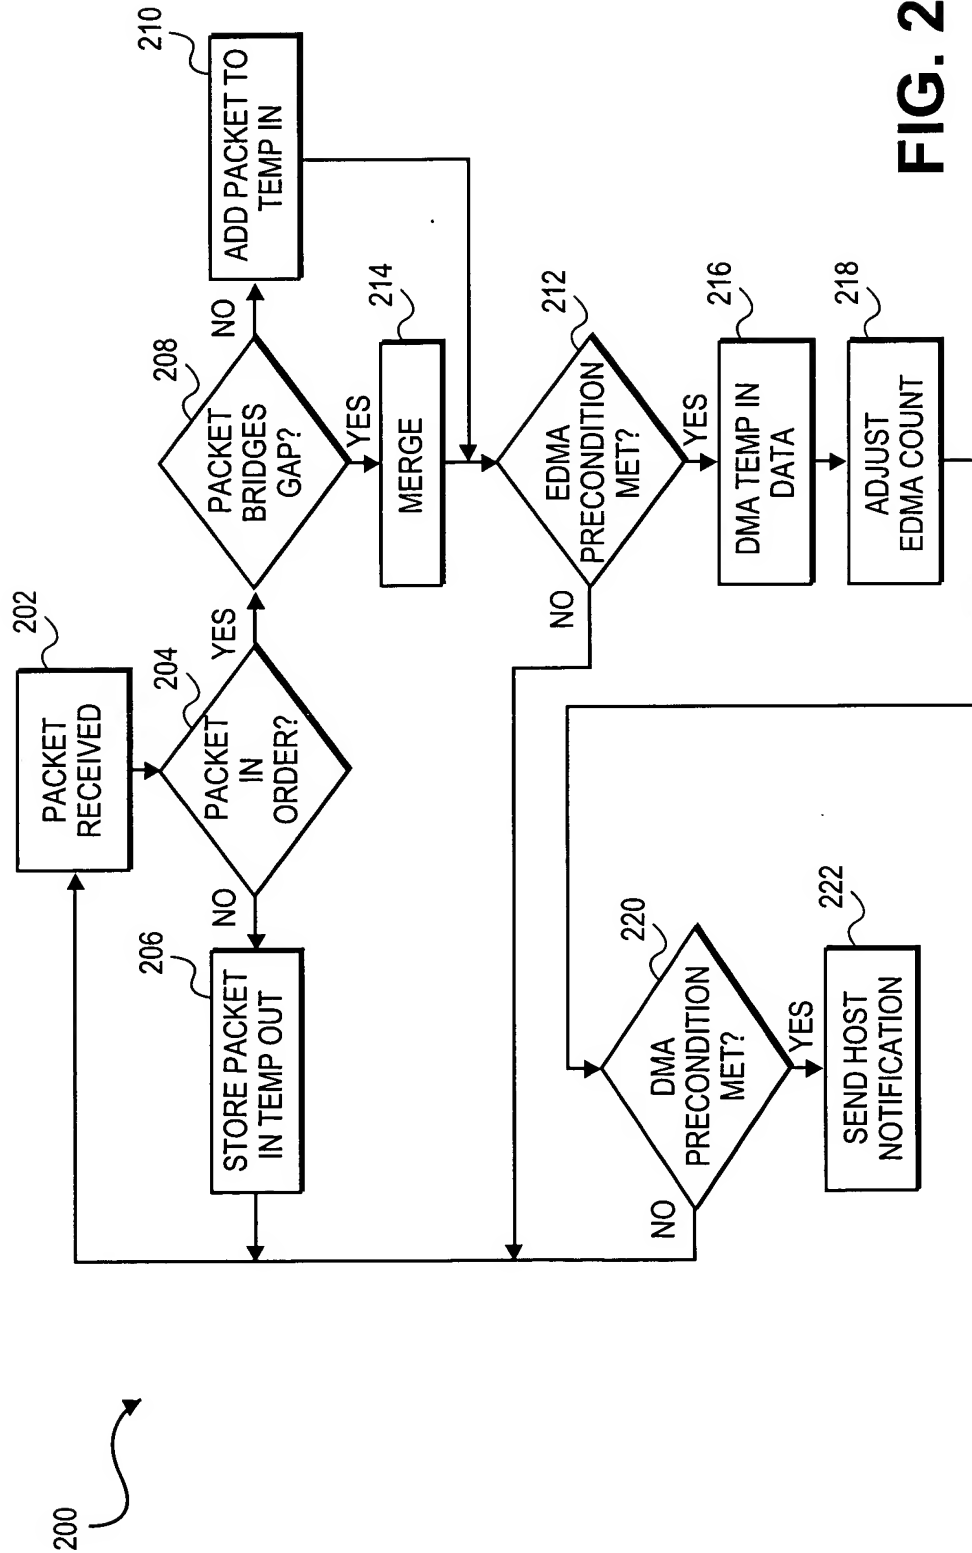 200
202
PACKET
RECEIVED
204
PACKET
IN
ORDER?
NO
YES
206
STORE PACKET
IN TEMP OUT
208
PACKET
BRIDGES
GAP?
NO
YES
210
ADD PACKET TO
TEMP IN
214
MERGE
212
EDMA
PRECONDITION
MET?
NO
YES
216
DMA TEMP IN
DATA
218
ADJUST
EDMA COUNT
220
DMA
PRECONDITION
MET?
NO
YES
222
SEND HOST
NOTIFICATION
FIG. 2